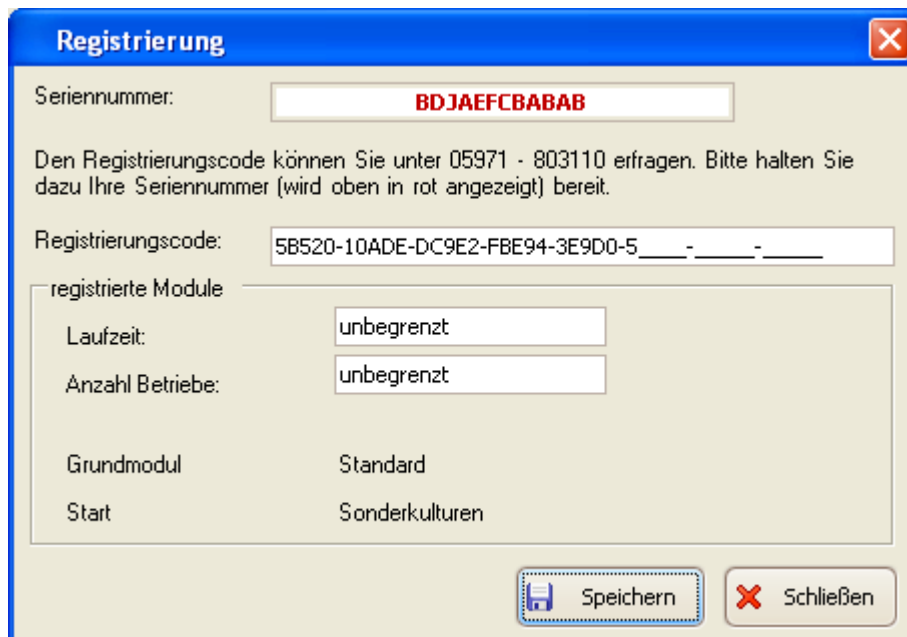 Registrierung
Seriennummer: BDJAEFCBABAB
Den Registrierungscode können Sie unter 05971 - 803110 erfragen. Bitte halten Sie
dazu Ihre Seriennummer (wird oben in rot angezeigt) bereit.
Registrierungscode: 5B520-10ADE-DC9E2-FBE94-3E9D0-5____-_____-_____
registrierte Module
Laufzeit: unbegrenzt
Anzahl Betriebe: unbegrenzt
Grundmodul Standard
Start Sonderkulturen
Speichern Schließen